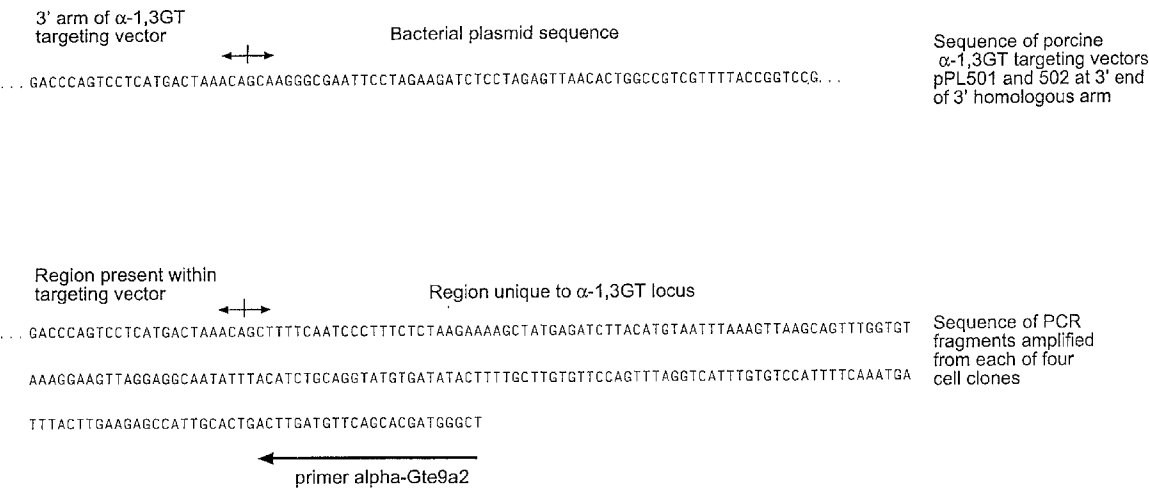 3' arm of α-1,3GT
targeting vector
Bacterial plasmid sequence
... GACCCAGTCCTCATGACTAAACAGCAAGGGCGAATTCCTAGAAGATCTCCTAGAGTTAACACTGGCCGTCGTTTTACCGGTCCG...
Sequence of porcine
α-1,3GT targeting vectors
pPL501 and 502 at 3' end
of 3' homologous arm
Region present within
targeting vector
Region unique to α-1,3GT locus
... GACCCAGTCCTCATGACTAAACAGCTTTTCAATCCCTTTCTCTAAGAAAAGCTATGAGATCTTACATGTAATTTAAAGTTAAGCAGTTTGGTGT
AAAGGAAGTTAGGAGGCAATATTTACATCTGCAGGTATGTGATATACTTTTGCTTGTGTTCCAGTTTAGGTCATTTGTGTCCATTTTCAAATGA
TTTACTTGAAGAGCCATTGCACTGACTTGATGTTCAGCACGATGGGCT
Sequence of PCR
fragments amplified
from each of four
cell clones
primer alpha-Gte9a2